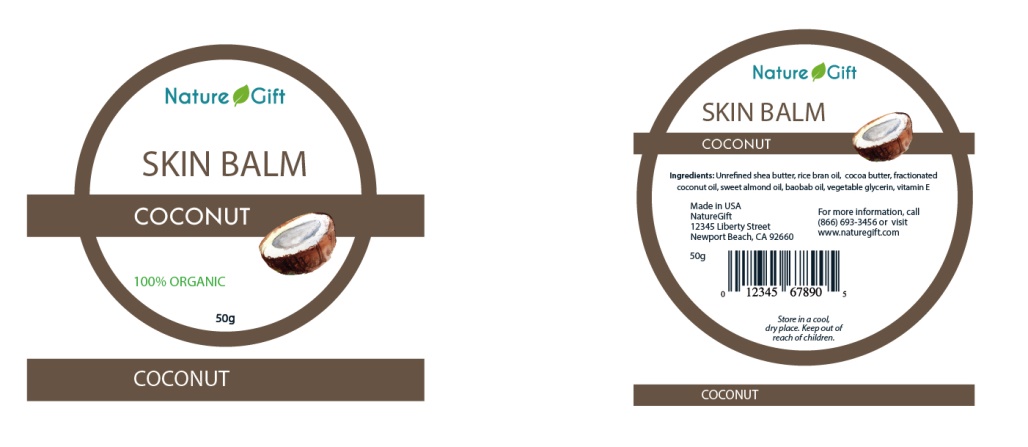 Nature Gift
SKIN BALM
COCONUT
100% ORGANIC
50g
COCONUT
Nature Gift
SKIN BALM
COCONUT
Ingredients: Unrefined shea butter, rice bran oil, cocoa butter, fractionated
coconut oil, sweet almond oil, baobab oil, vegetable glycerin, vitamin E
Made in USA
NatureGift
12345 Liberty Street
Newport Beach, CA 92660
For more information, call
(866) 693-3456 or visit
www.naturegift.com
50g
0 12345 67890 5
Store in a cool,
dry place. Keep out of
reach of children.
COCONUT